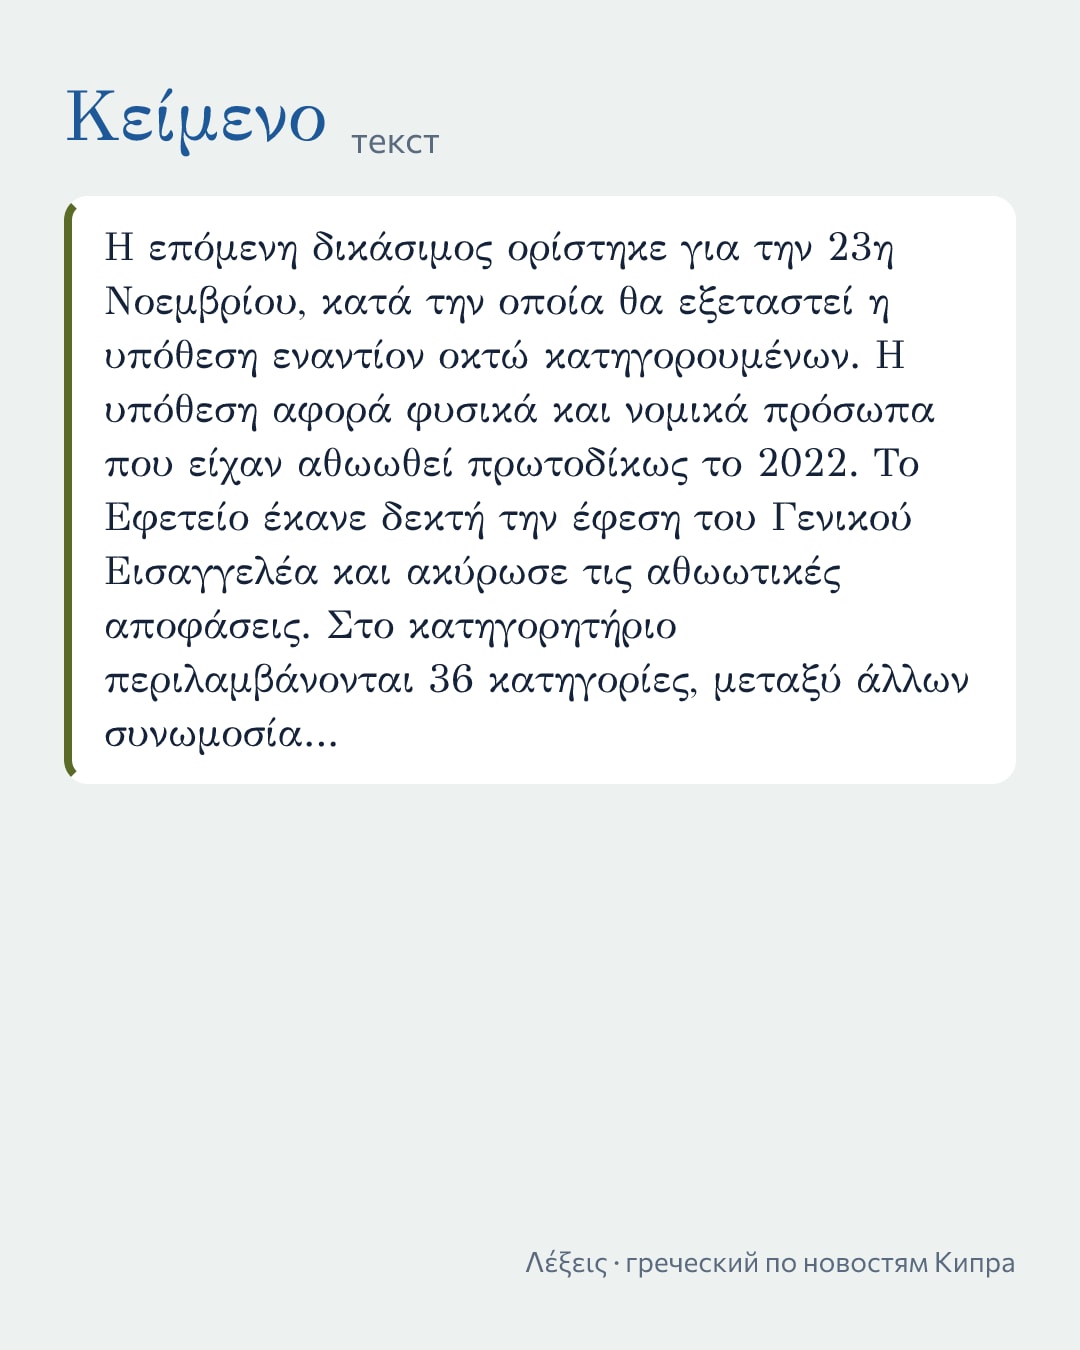 Κείμενο текст
Η επόμενη δικάσιμος ορίστηκε για την 23η
Νοεμβρίου, κατά την οποία θα εξεταστεί η
υπόθεση εναντίον οκτώ κατηγορουμένων. Η
υπόθεση αφορά φυσικά και νομικά πρόσωπα
που είχαν αθωωθεί πρωτοδίκως το 2022. Το
Εφετείο έκανε δεκτή την έφεση του Γενικού
Εισαγγελέα και ακύρωσε τις αθωωτικές
αποφάσεις. Στο κατηγορητήριο
περιλαμβάνονται 36 κατηγορίες, μεταξύ άλλων
συνωμοσία...
Λέξεις · греческий по новостям Кипра